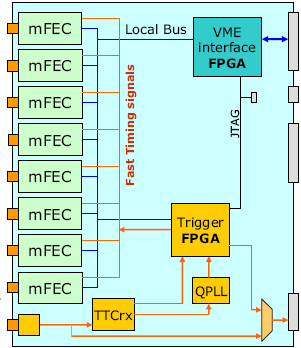 mFEC
mFEC
mFEC
mFEC
mFEC
mFEC
mFEC
mFEC
Local Bus
VME
interface
FPGA
Fast Timing signals
JTAG
Trigger
FPGA
QPLL
TTCrx